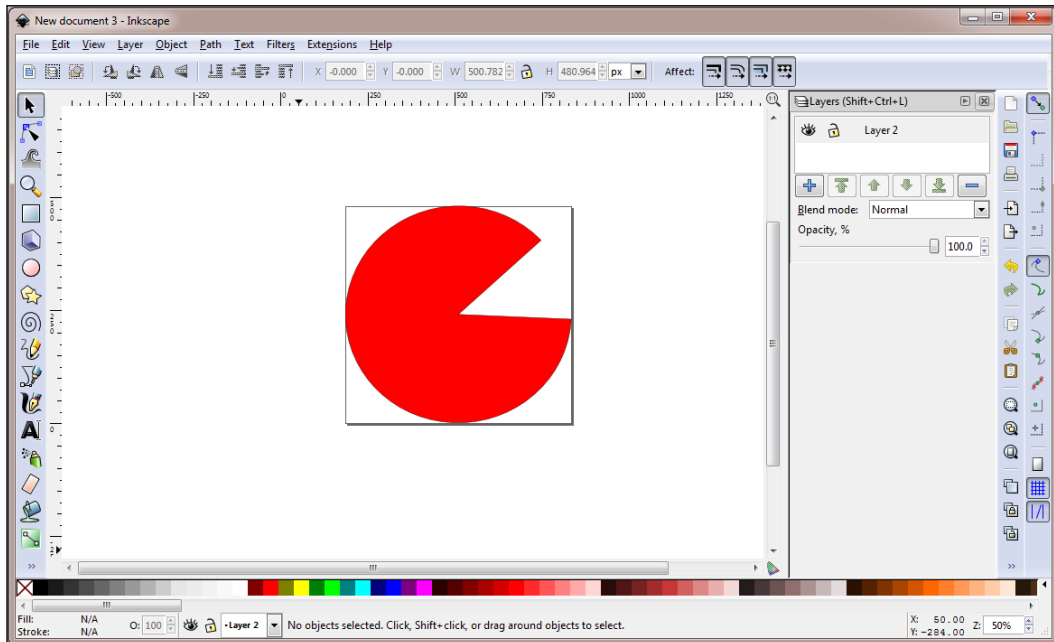 New document 3 - Inkscape
File Edit View Layer Object Path Text Filters Extensions Help
X -0.000 Y -0.000 W 500.782 H 480.964 px Affect:
-500 -250 0 250 500 750 1000 1250
Layers (Shift+Ctrl+L)
Layer 2
Blend mode: Normal
Opacity, %
100.0
500
250
0
Fill: N/A
Stroke: N/A
O: 100
•Layer 2
No objects selected. Click, Shift+click, or drag around objects to select.
X: 50.00
Y: -284.00
Z: 50%